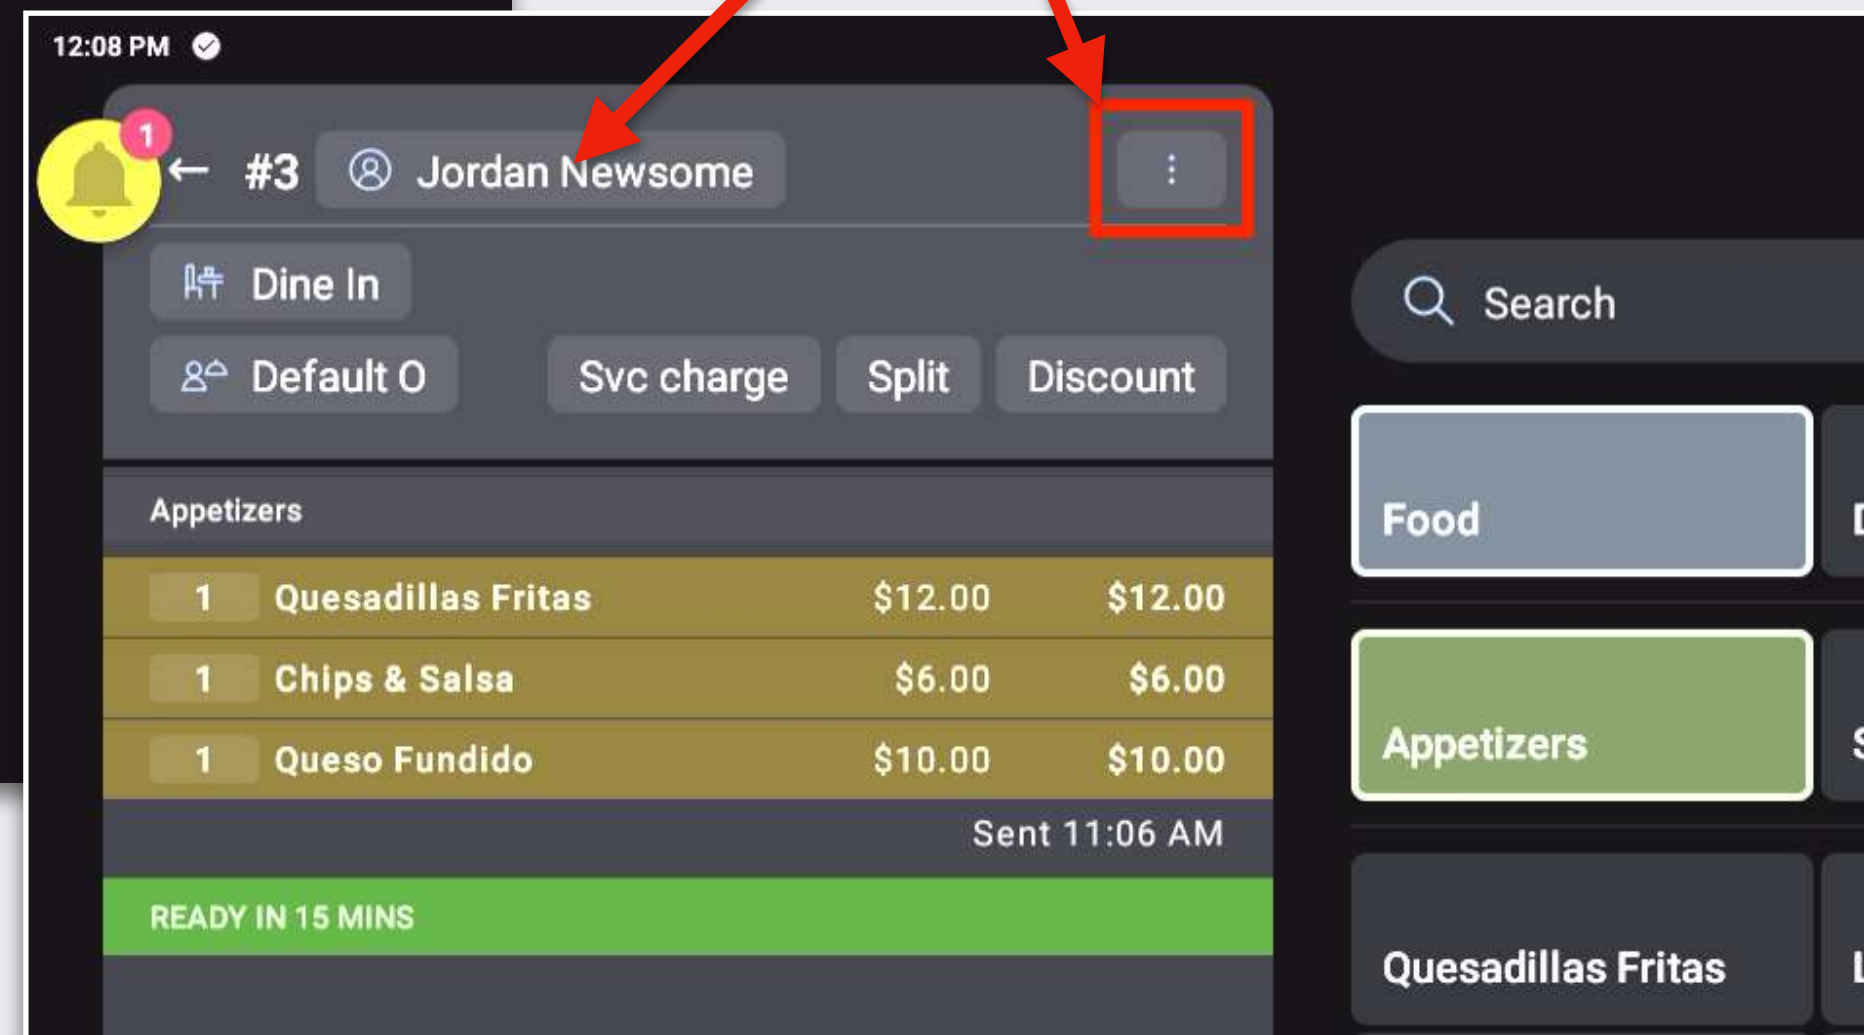 12:08 PM
1
#3 Jordan Newsome
Dine In
Default O Svc charge Split Discount
Search
Food
Appetizers
1 Quesadillas Fritas $12.00 $12.00
1 Chips & Salsa $6.00 $6.00
1 Queso Fundido $10.00 $10.00
Sent 11:06 AM
READY IN 15 MINS
Appetizers
Quesadillas Fritas